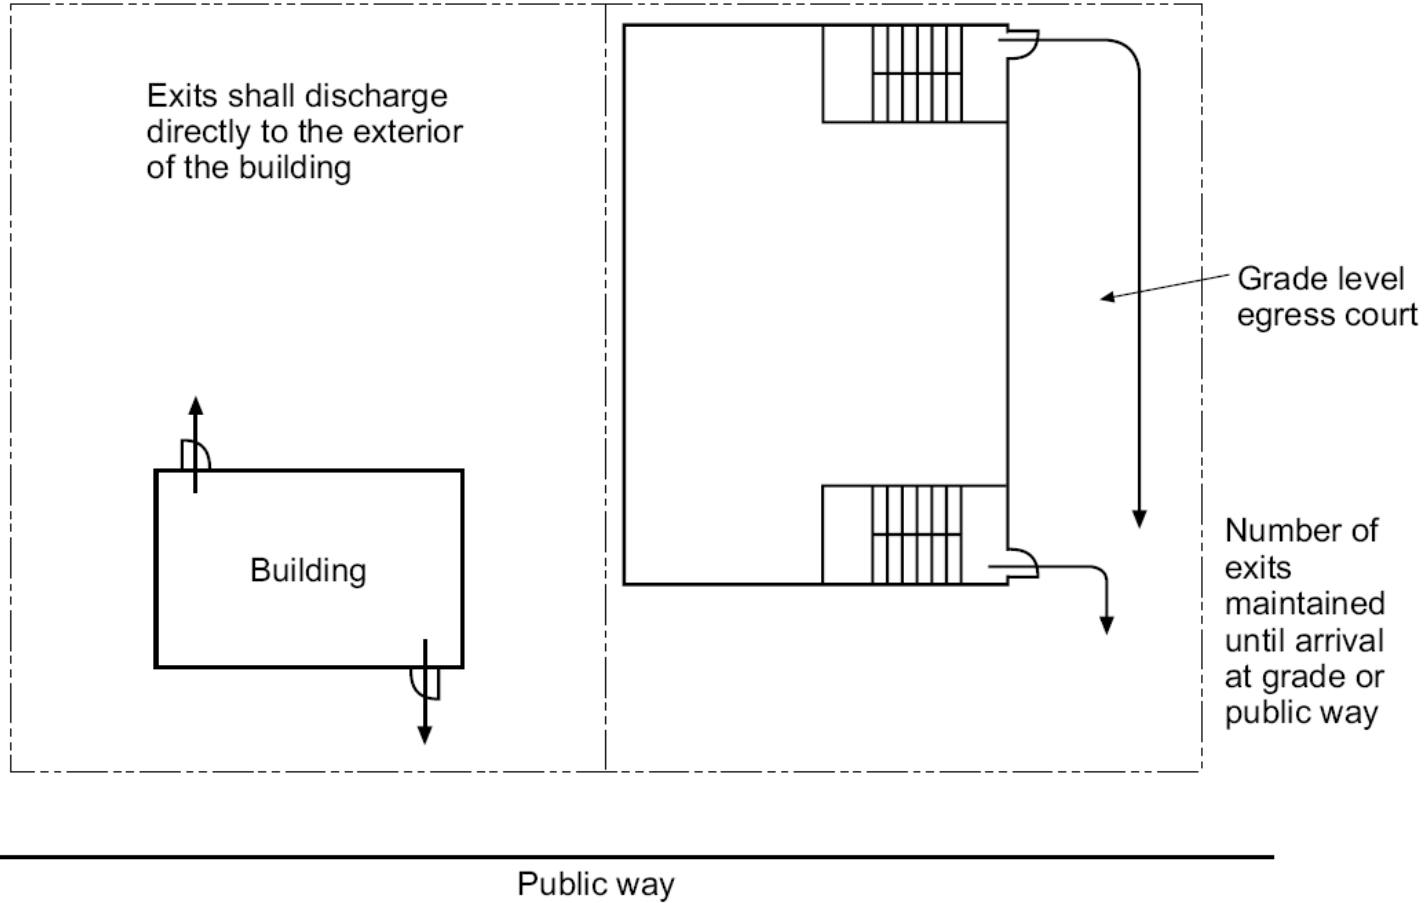 Exits shall discharge
directly to the exterior
of the building
Grade level
egress court
Building
Number of
exits
maintained
until arrival
at grade or
public way
Public way